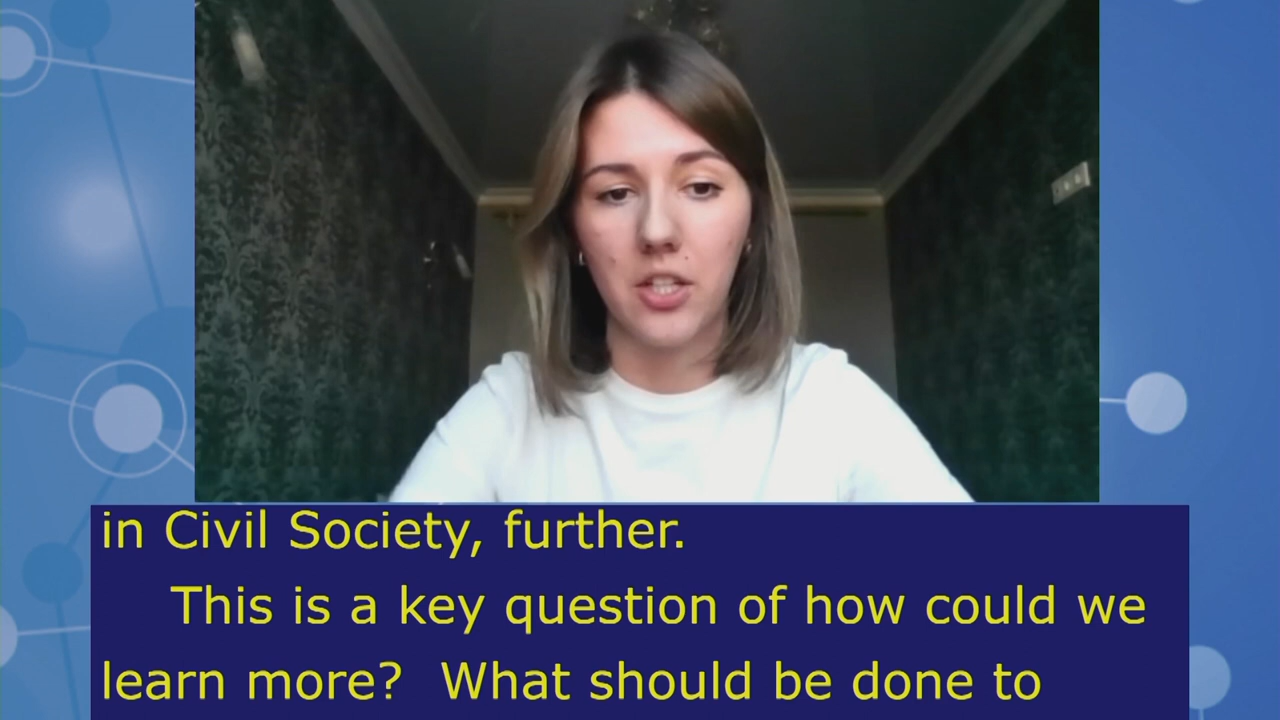 in Civil Society, further.
This is a key question of how could we
learn more? What should be done to